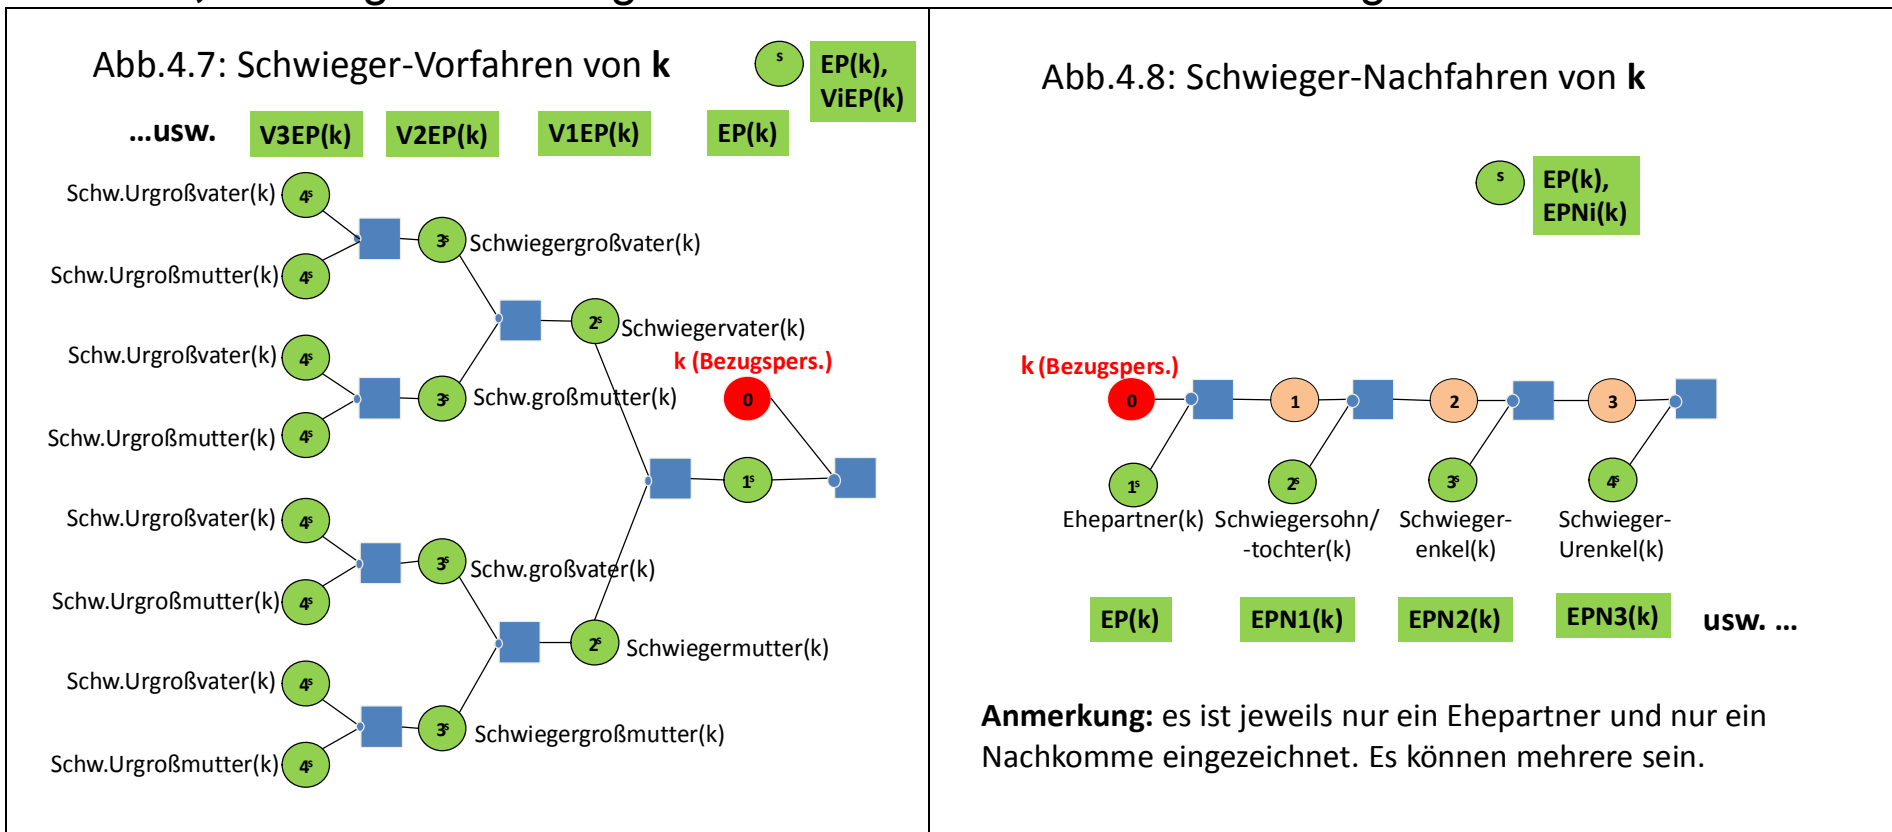 Abb.4.7: Schwieger-Vorfahren von k
s
EP(k),
ViEP(k)
...usw.
V3EP(k)
V2EP(k)
V1EP(k)
EP(k)
Schw.Urgroßvater(k)
4s
3s
Schwiegergroßvater(k)
Schw.Urgroßmutter(k)
4s
2s
Schwiegervater(k)
Schw.Urgroßvater(k)
4s
k (Bezugspers.)
3s
Schw.großmutter(k)
0
Schw.Urgroßmutter(k)
4s
1s
Schw.Urgroßvater(k)
4s
3s
Schw.großvater(k)
Schw.Urgroßmutter(k)
4s
2s
Schwiegermutter(k)
Schw.Urgroßvater(k)
4s
3s
Schwiegergroßmutter(k)
Schw.Urgroßmutter(k)
4s
Abb.4.8: Schwieger-Nachfahren von k
s
EP(k),
EPNi(k)
k (Bezugspers.)
0
1
2
3
1s
2s
3s
4s
Ehepartner(k)
Schwiegersohn/
-tochter(k)
Schwieger-
enkel(k)
Schwieger-
Urenkel(k)
EP(k)
EPN1(k)
EPN2(k)
EPN3(k)
usw. ...
Anmerkung: es ist jeweils nur ein Ehepartner und nur ein
Nachkomme eingezeichnet. Es können mehrere sein.